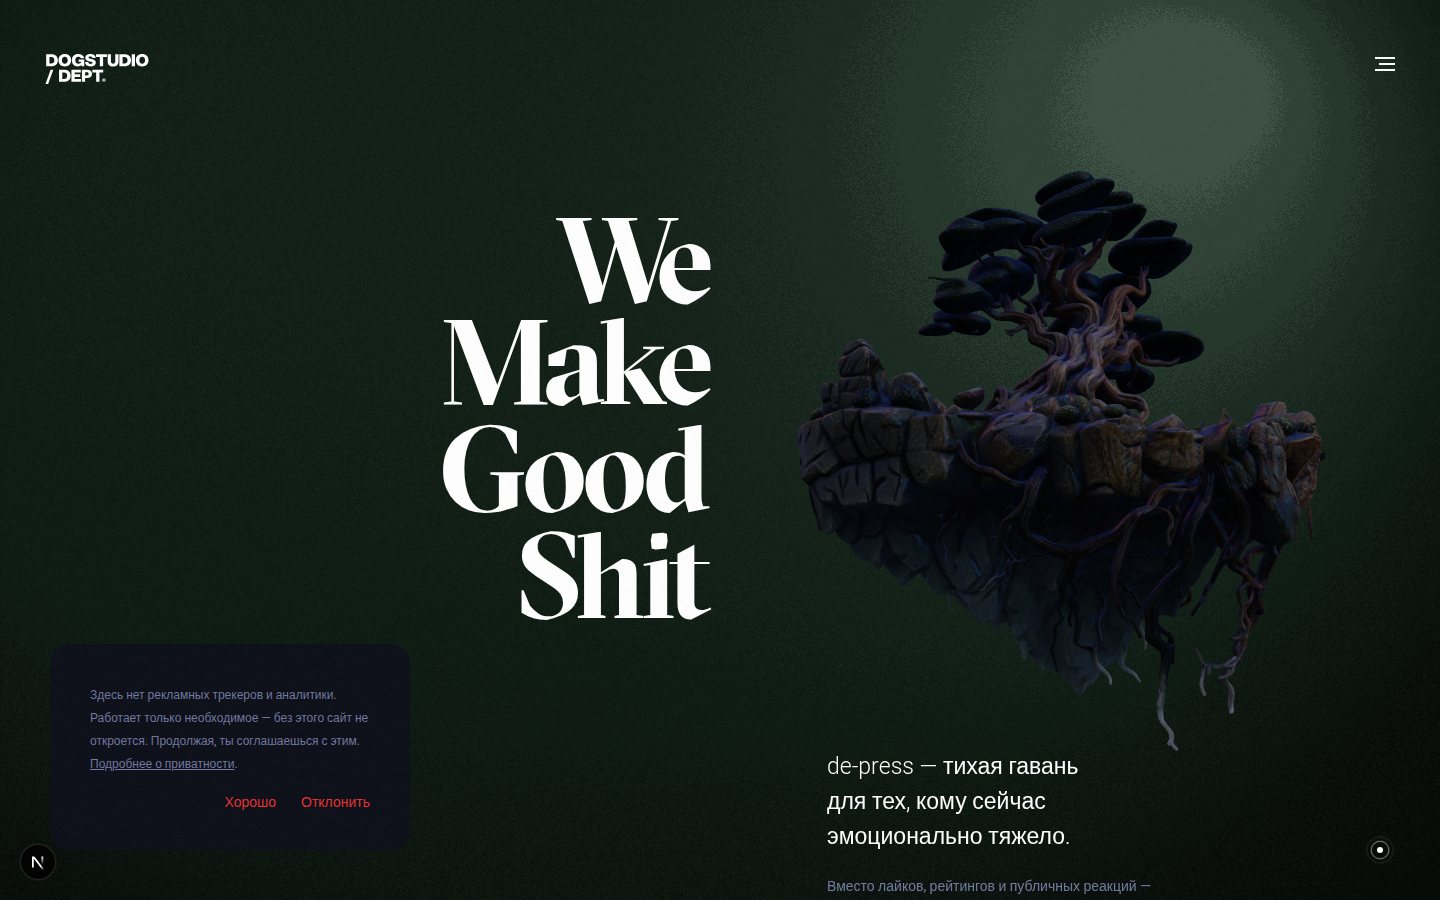 DOGSTUDIO
/ DEPT.
We
Make
Good
Shit
Здесь нет рекламных трекеров и аналитики.
Работает только необходимое — без этого сайт не
откроется. Продолжая, ты соглашаешься с этим.
Подробнее о приватности.
Хорошо Отклонить
N
de-press — тихая гавань
для тех, кому сейчас
эмоционально тяжело.
Вместо лайков, рейтингов и публичных реакций —